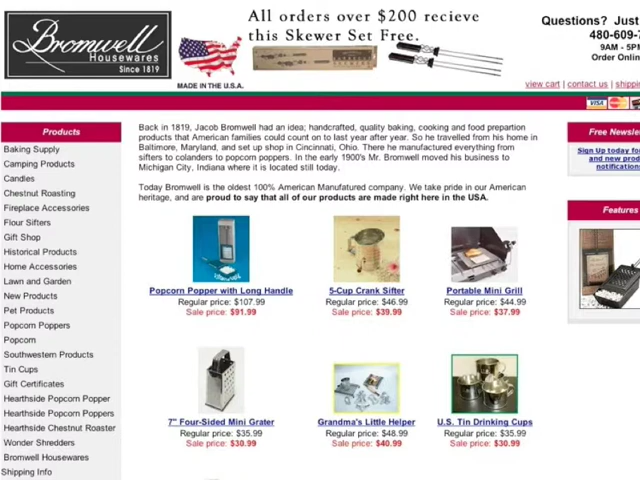 Bromwell
Housewares
Since 1819
MADE IN THE U.S.A.
All orders over $200 recieve
this Skewer Set Free.
Questions? Just
480-609-
9AM - 5PM
Order Online
view cart | contact us | shipping
VISA
Products
Baking Supply
Camping Products
Candles
Chestnut Roasting
Fireplace Accessories
Flour Sifters
Gift Shop
Historical Products
Home Accessories
Lawn and Garden
New Products
Pet Products
Popcorn Poppers
Popcorn
Southwestern Products
Tin Cups
Gift Certificates
Hearthside Popcorn Popper
Hearthside Popcorn Poppers
Hearthside Chestnut Roaster
Wonder Shredders
Bromwell Housewares
Shipping Info
Back in 1819, Jacob Bromwell had an idea; handcrafted, quality baking, cooking and food prepartion
products that American families could count on to last year after year. So he travelled from his home in
Baltimore, Maryland, and set up shop in Cincinnati, Ohio. There he manufactured everything from
sifters to colanders to popcorn poppers. In the early 1900's Mr. Bromwell moved his business to
Michigan City, Indiana where it is located still today.
Today Bromwell is the oldest 100% American Manufatured company. We take pride in our American
heritage, and are proud to say that all of our products are made right here in the USA.
Popcorn Popper with Long Handle
Regular price: $107.99
Sale price: $91.99
5-Cup Crank Sifter
Regular price: $46.99
Sale price: $39.99
Portable Mini Grill
Regular price: $44.99
Sale price: $37.99
7" Four-Sided Mini Grater
Regular price: $35.99
Sale price: $30.99
Grandma's Little Helper
Regular price: $48.99
Sale price: $40.99
U.S. Tin Drinking Cups
Regular price: $35.99
Sale price: $30.99
Free Newsle
Sign Up today fo
and new prod
notifications
Features